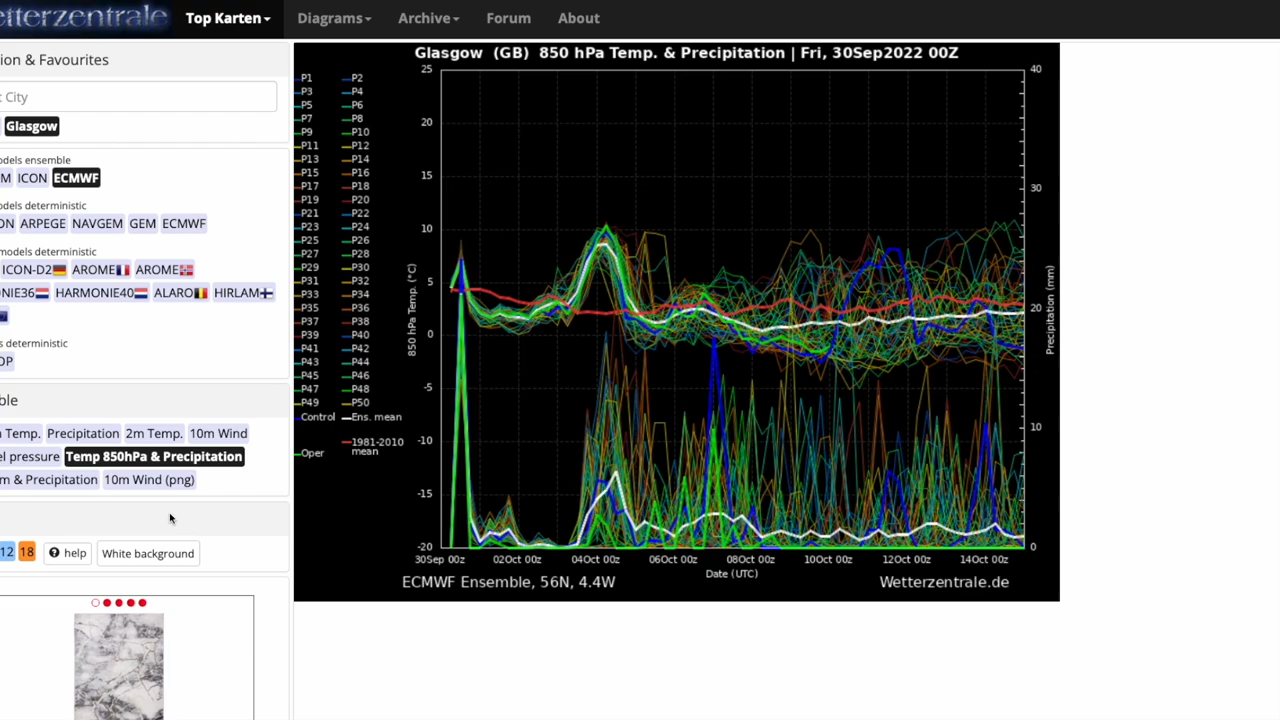 etterzentrale Top Karten Diagrams Archive Forum About
ion & Favourites
t City
Glasgow
odels ensemble
M ICON ECMWF
odels deterministic
ON ARPEGE NAVGEM GEM ECMWF
models deterministic
ICON-D2 AROME AROME
NIE36 HARMONIE40 ALARO HIRLAM
s deterministic
OP
ble
n Temp. Precipitation 2m Temp. 10m Wind
el pressure Temp 850hPa & Precipitation
m & Precipitation 10m Wind (png)
12 18 help White background
Glasgow (GB) 850 hPa Temp. & Precipitation | Fri, 30Sep2022 00Z
P1 P2
P3 P4
P5 P6
P7 P8
P9 P10
P11 P12
P13 P14
P15 P16
P17 P18
P19 P20
P21 P22
P23 P24
P25 P26
P27 P28
P29 P30
P31 P32
P33 P34
P35 P36
P37 P38
P39 P40
P41 P42
P43 P44
P45 P46
P47 P48
P49 P50
Control Ens. mean
Oper 1981-2010
mean
850 hPa Temp. (°C)
25
20
15
10
5
0
-5
-10
-15
-20
40
30
20
10
0
Precipitation (mm)
30Sep 00z 02Oct 00z 04Oct 00z 06Oct 00z 08Oct 00z 10Oct 00z 12Oct 00z 14Oct 00z
Date (UTC)
ECMWF Ensemble, 56N, 4.4W Wetterzentrale.de